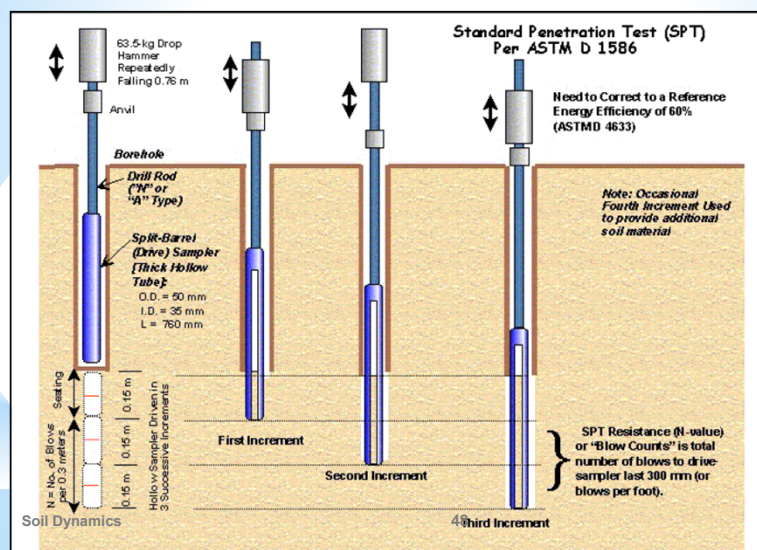 Standard Penetration Test (SPT)
Per ASTM D 1586
63.5-kg Drop
Hammer
Repeatedly
Falling 0.76 m
Anvil
Need to Correct to a Reference
Energy Efficiency of 60%
(ASTMD 4633)
Borehole
Drill Rod
("N" or
"A" Type)
Note: Occasional
Fourth Increment Used
to provide additional
soil material
Split-Barrel
(Drive) Sampler
[Thick Hollow
Tube]:
O.D. = 50 mm
I.D. = 35 mm
L = 760 mm
Seating
0.15 m
N = No. of Blows
per 0.3 meters
0.15 m
0.15 m
Hollow Sampler Driven in
3 Successive Increments
First Increment
Second Increment
Third Increment
SPT Resistance (N-value)
or "Blow Counts" is total
number of blows to drive
sampler last 300 mm (or
blows per foot).
Soil Dynamics